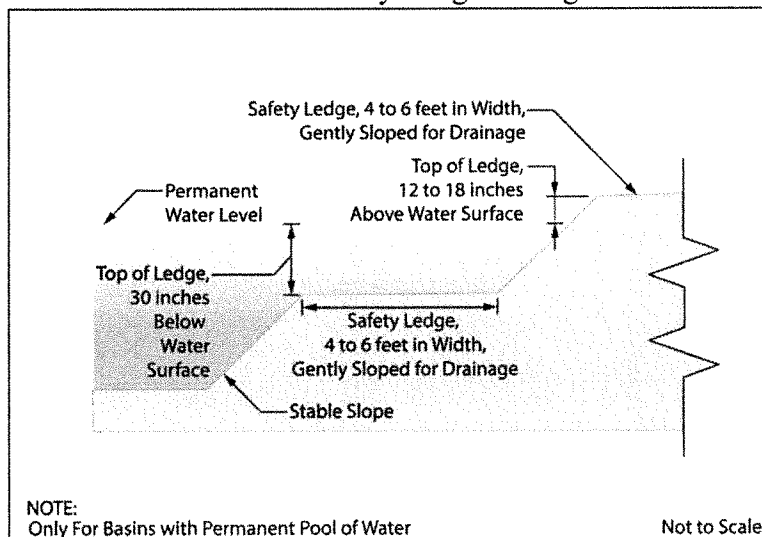 Safety Ledge, 4 to 6 feet in Width,
Gently Sloped for Drainage
Top of Ledge,
12 to 18 inches
Above Water Surface
Permanent
Water Level
Top of Ledge,
30 inches
Below
Water
Surface
Safety Ledge,
4 to 6 feet in Width,
Gently Sloped for Drainage
Stable Slope
NOTE:
Only For Basins with Permanent Pool of Water
Not to Scale